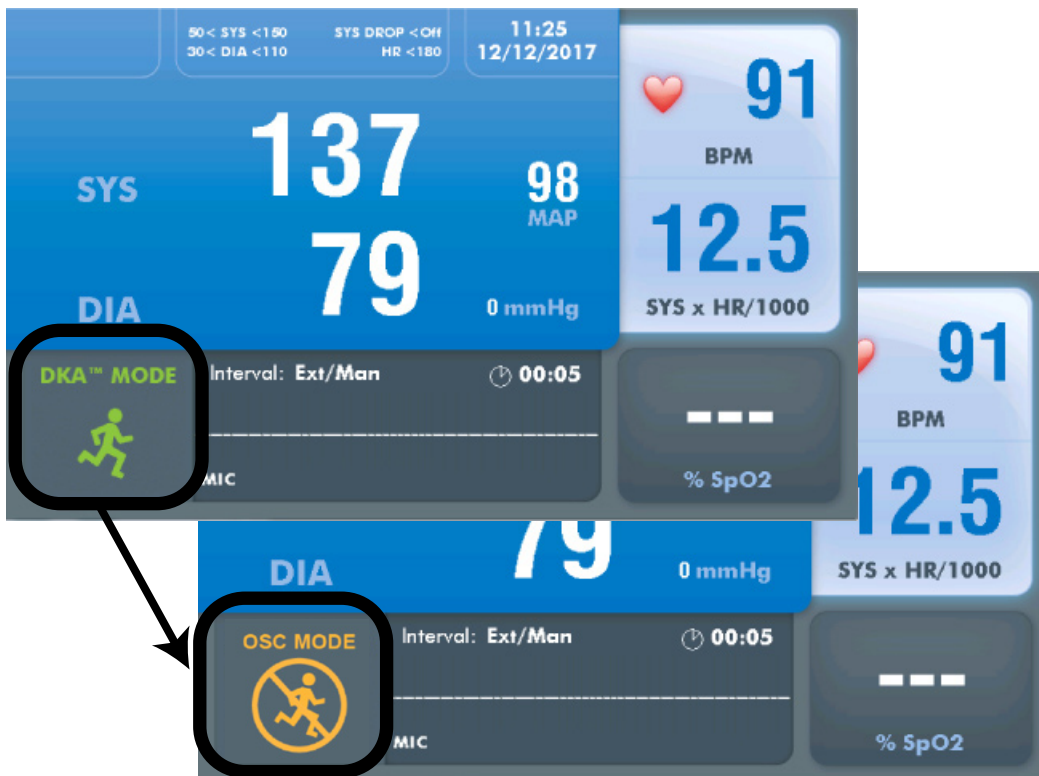 50< SYS <150 SYS DROP <Off 11:25
30< DIA <110 HR <180 12/12/2017
91
BPM
SYS 137 98
MAP
12.5
SYS x HR/1000
DIA 79 0 mmHg
DKA™ MODE Interval: Ext/Man 00:05
---
MIC % SpO2
91
BPM
12.5
SYS x HR/1000
DIA 79 0 mmHg
OSC MODE Interval: Ext/Man 00:05
---
MIC % SpO2